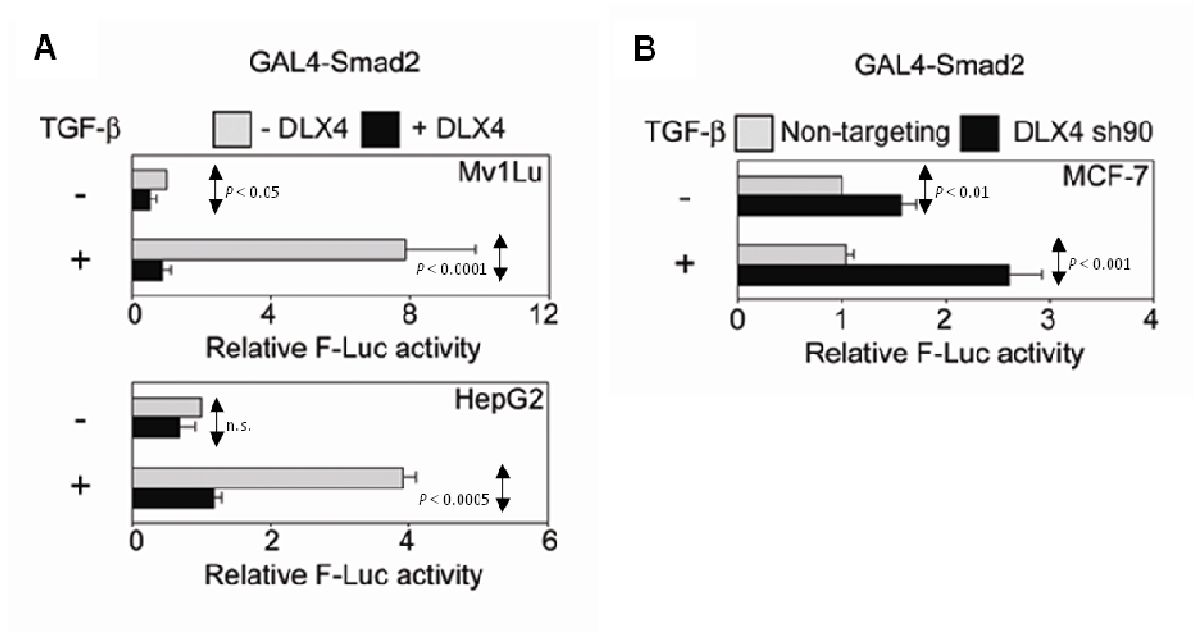 A
GAL4-Smad2
TGF-β - DLX4 + DLX4
Mv1Lu
- P < 0.05
+ P < 0.0001
0 4 8 12
Relative F-Luc activity
HepG2
- n.s.
+ P < 0.0005
0 2 4 6
Relative F-Luc activity
B
GAL4-Smad2
TGF-β Non-targeting DLX4 sh90
MCF-7
- P < 0.01
+ P < 0.001
0 1 2 3 4
Relative F-Luc activity